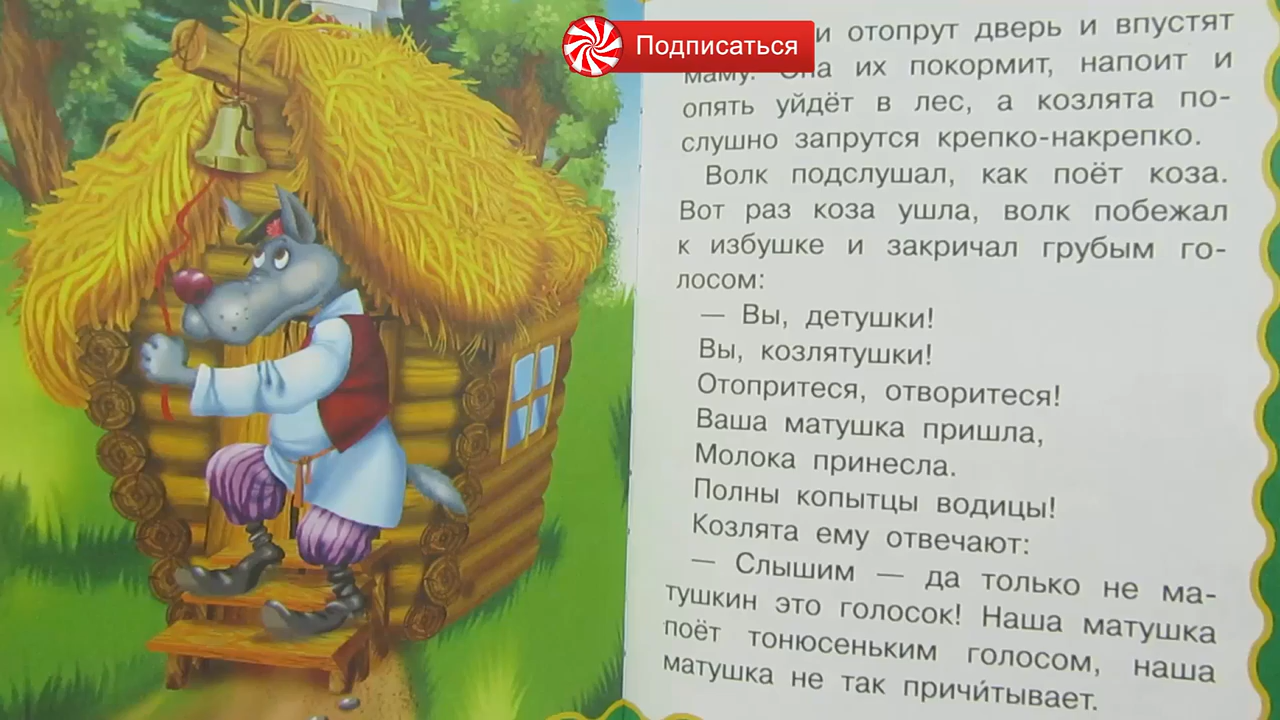 Подписаться
и отопрут дверь и впустят
маму. Она их покормит, напоит и
опять уйдёт в лес, а козлята по-
слушно запрутся крепко-накрепко.
Волк подслушал, как поёт коза.
Вот раз коза ушла, волк побежал
к избушке и закричал грубым го-
лосом:
— Вы, детушки!
Вы, козлятушки!
Отопритеся, отворитеся!
Ваша матушка пришла,
Молока принесла.
Полны копытцы водицы!
Козлята ему отвечают:
— Слышим — да только не ма-
тушкин это голосок! Наша матушка
поёт тонюсеньким голосом, наша
матушка не так причи́тывает.